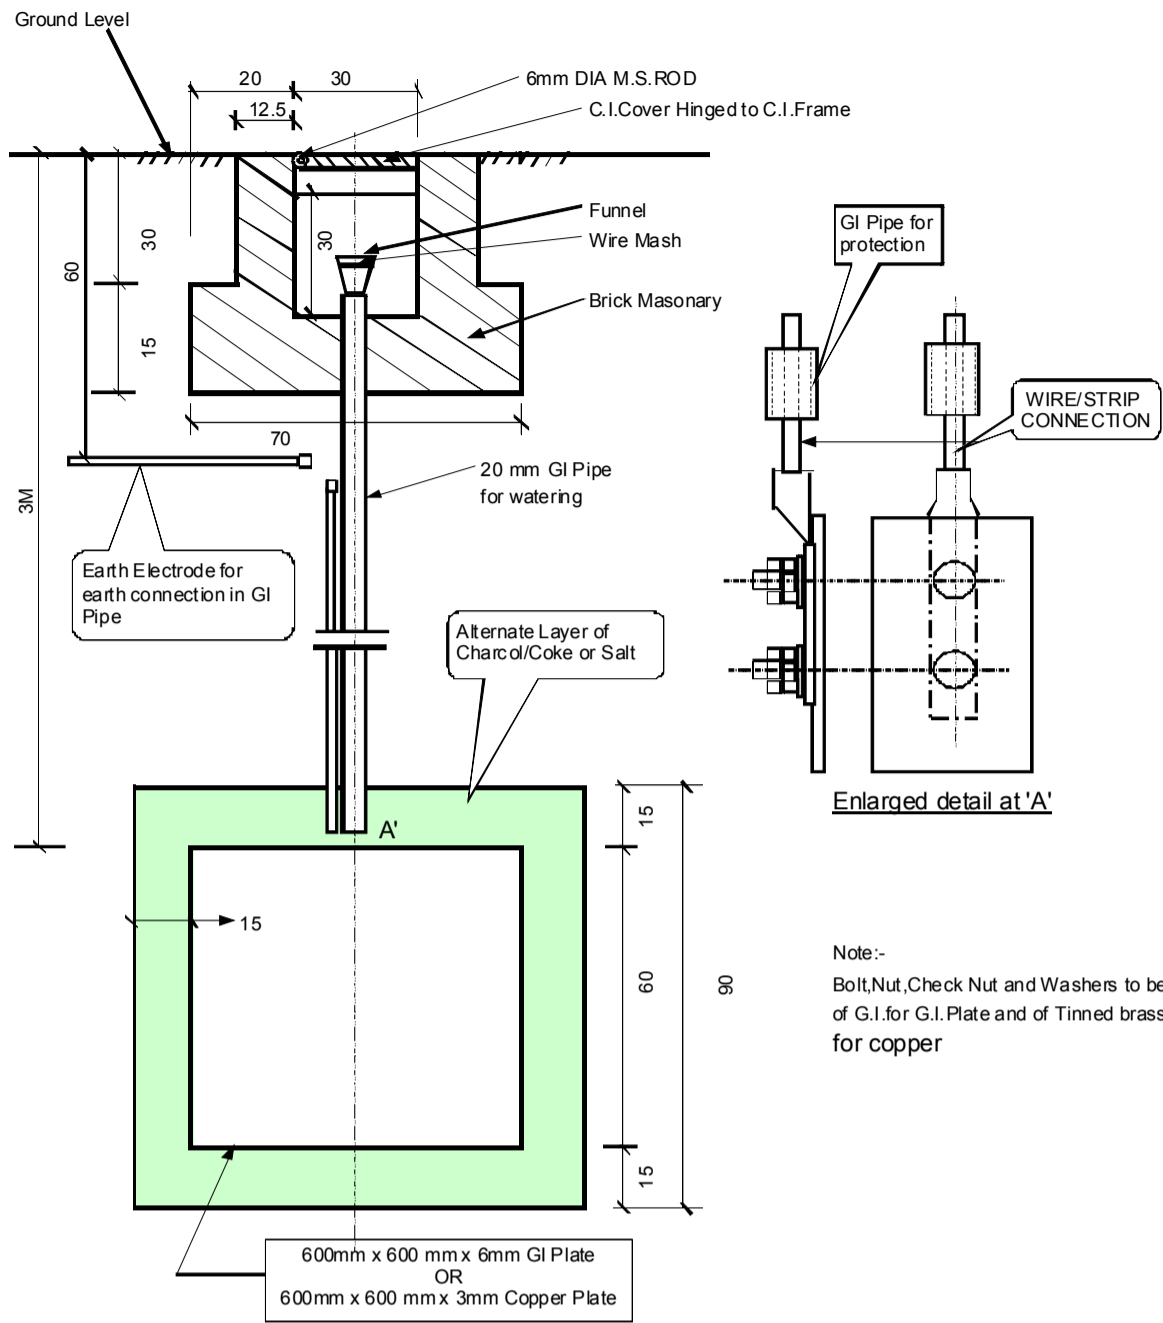 Ground Level
20
30
12.5
6mm DIA M.S.ROD
C.I.Cover Hinged to C.I.Frame
Funnel
Wire Mash
Brick Masonary
30
60
30
15
70
3M
20 mm GI Pipe
for watering
Earth Electrode for
earth connection in GI
Pipe
Alternate Layer of
Charcol/Coke or Salt
A'
15
15
60
90
15
600mm x 600 mm x 6mm GI Plate
OR
600mm x 600 mm x 3mm Copper Plate
GI Pipe for
protection
WIRE/STRIP
CONNECTION
Enlarged detail at 'A'
Note:-
Bolt,Nut,Check Nut and Washers to be
of G.I.for G.I.Plate and of Tinned brass
for copper